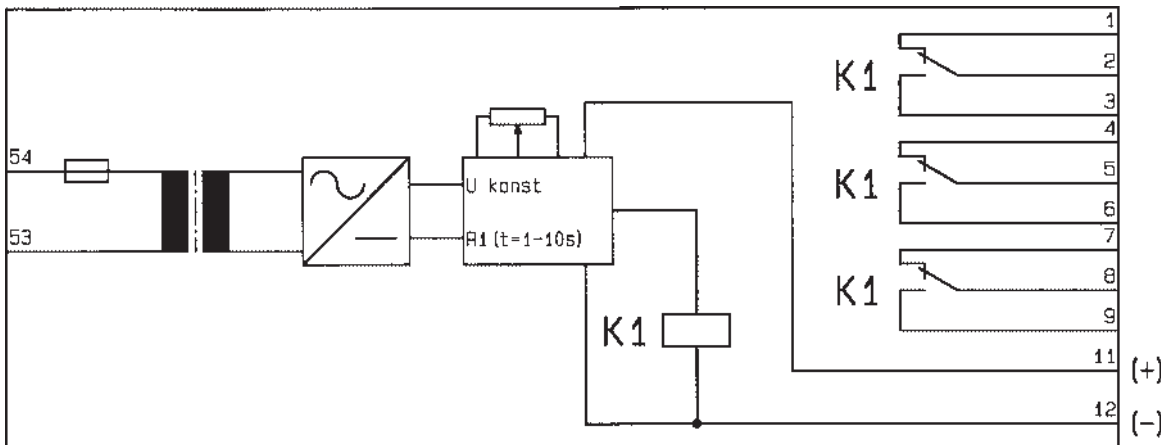 1
K1
2
3
4
K1
5
6
7
K1
8
9
54
53
U konst
A1(t=1-10s)
K1
11 (+)
12 (-)